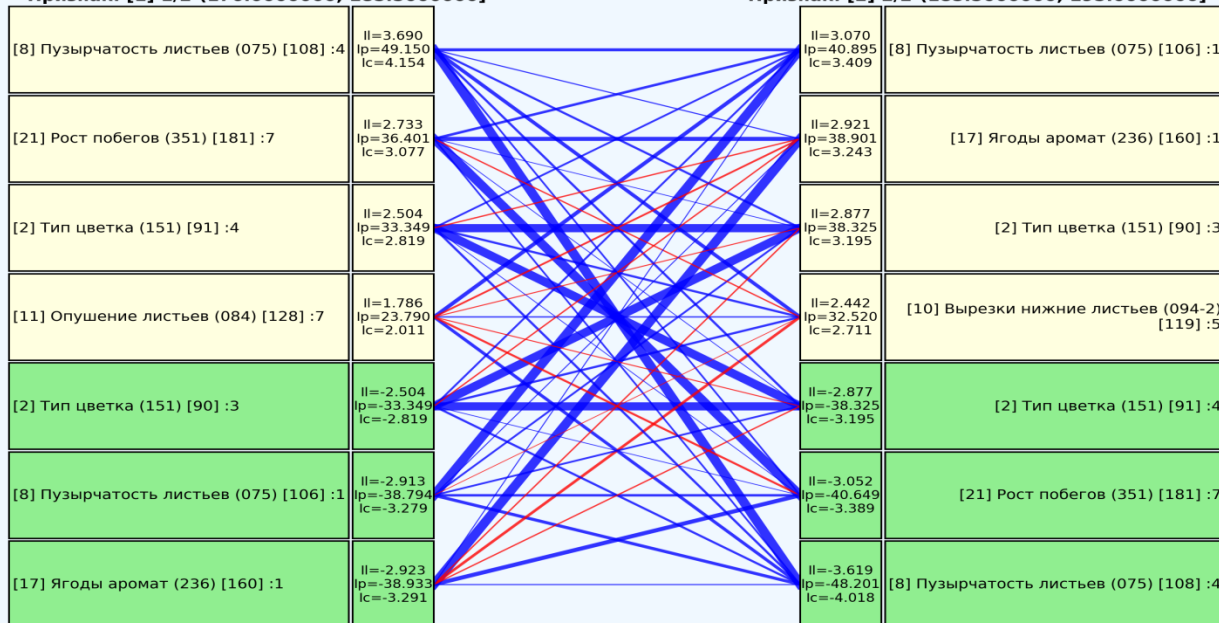 [8] Пузырчатость листьев (075) [108] :4
Il=3.690
Ip=49.150
Ic=4.154
Il=3.070
Ip=40.895
Ic=3.409
[8] Пузырчатость листьев (075) [106] :1
[21] Рост побегов (351) [181] :7
Il=2.733
Ip=36.401
Ic=3.077
Il=2.921
Ip=38.901
Ic=3.243
[17] Ягоды аромат (236) [160] :1
[2] Тип цветка (151) [91] :4
Il=2.504
Ip=33.349
Ic=2.819
Il=2.877
Ip=38.325
Ic=3.195
[2] Тип цветка (151) [90] :3
[11] Опушение листьев (084) [128] :7
Il=1.786
Ip=23.790
Ic=2.011
Il=2.442
Ip=32.520
Ic=2.711
[10] Вырезки нижние листьев (094-2)
[119] :5
[2] Тип цветка (151) [90] :3
Il=-2.504
Ip=-33.349
Ic=-2.819
Il=-2.877
Ip=-38.325
Ic=-3.195
[2] Тип цветка (151) [91] :4
[8] Пузырчатость листьев (075) [106] :1
Il=-2.913
Ip=-38.794
Ic=-3.279
Il=-3.052
Ip=-40.649
Ic=-3.389
[21] Рост побегов (351) [181] :7
[17] Ягоды аромат (236) [160] :1
Il=-2.923
Ip=-38.933
Ic=-3.291
Il=-3.619
Ip=-48.201
Ic=-4.018
[8] Пузырчатость листьев (075) [108] :4